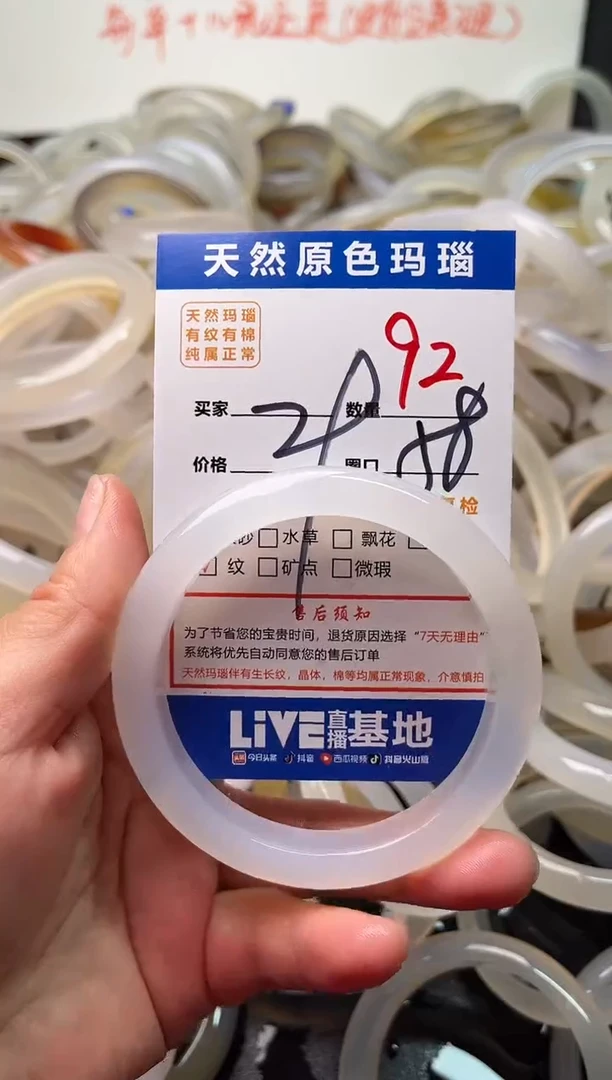 天然原色玛瑙
天然玛瑙
有纹有棉
纯属正常
92
买家 数量
29
价格 圈口 58
检
砂 水草 飘花
纹 矿点 微瑕
售后须知
为了节省您的宝贵时间，退货原因选择“7天无理由”
系统将优先自动同意您的售后订单
天然玛瑙伴有生长纹，晶体，棉等均属正常现象，介意慎拍
LiVE直播基地
头条 今日头条 抖音 西瓜视频 抖音火山版